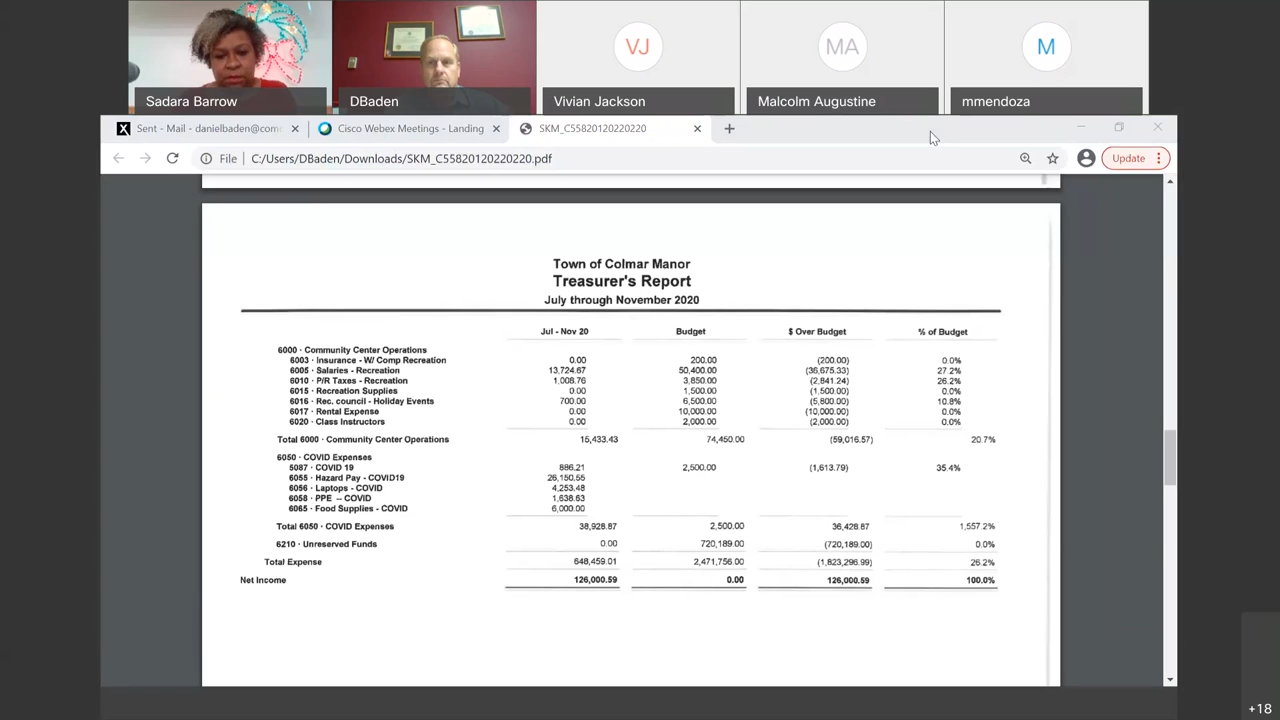 VJ
MA
M
Sadara Barrow
DBaden
Vivian Jackson
Malcolm Augustine
mmendoza
Sent - Mail - danielbaden@com
Cisco Webex Meetings - Landing
SKM_C55820120220220
File
C:/Users/DBaden/Downloads/SKM_C55820120220220.pdf
Update
Town of Colmar Manor
Treasurer's Report
July through November 2020
Jul - Nov 20 Budget $ Over Budget % of Budget
6000 · Community Center Operations
6003 · Insurance - W/ Comp Recreation 0.00 200.00 (200.00) 0.0%
6005 · Salaries - Recreation 13,724.67 50,400.00 (36,675.33) 27.2%
6010 · P/R Taxes - Recreation 1,008.76 3,850.00 (2,841.24) 26.2%
6015 · Recreation Supplies 0.00 1,500.00 (1,500.00) 0.0%
6016 · Rec. council - Holiday Events 700.00 6,500.00 (5,800.00) 10.8%
6017 · Rental Expense 0.00 10,000.00 (10,000.00) 0.0%
6020 · Class Instructors 0.00 2,000.00 (2,000.00) 0.0%
Total 6000 · Community Center Operations 15,433.43 74,450.00 (59,016.57) 20.7%
6050 · COVID Expenses
5087 · COVID 19 886.21 2,500.00 (1,613.79) 35.4%
6055 · Hazard Pay - COVID19 26,150.55
6056 · Laptops - COVID 4,253.48
6058 · PPE -- COVID 1,638.63
6065 · Food Supplies - COVID 6,000.00
Total 6050 · COVID Expenses 38,928.87 2,500.00 36,428.87 1,557.2%
6210 · Unreserved Funds 0.00 720,189.00 (720,189.00) 0.0%
Total Expense 648,459.01 2,471,756.00 (1,823,296.99) 26.2%
Net Income 126,000.59 0.00 126,000.59 100.0%
+18